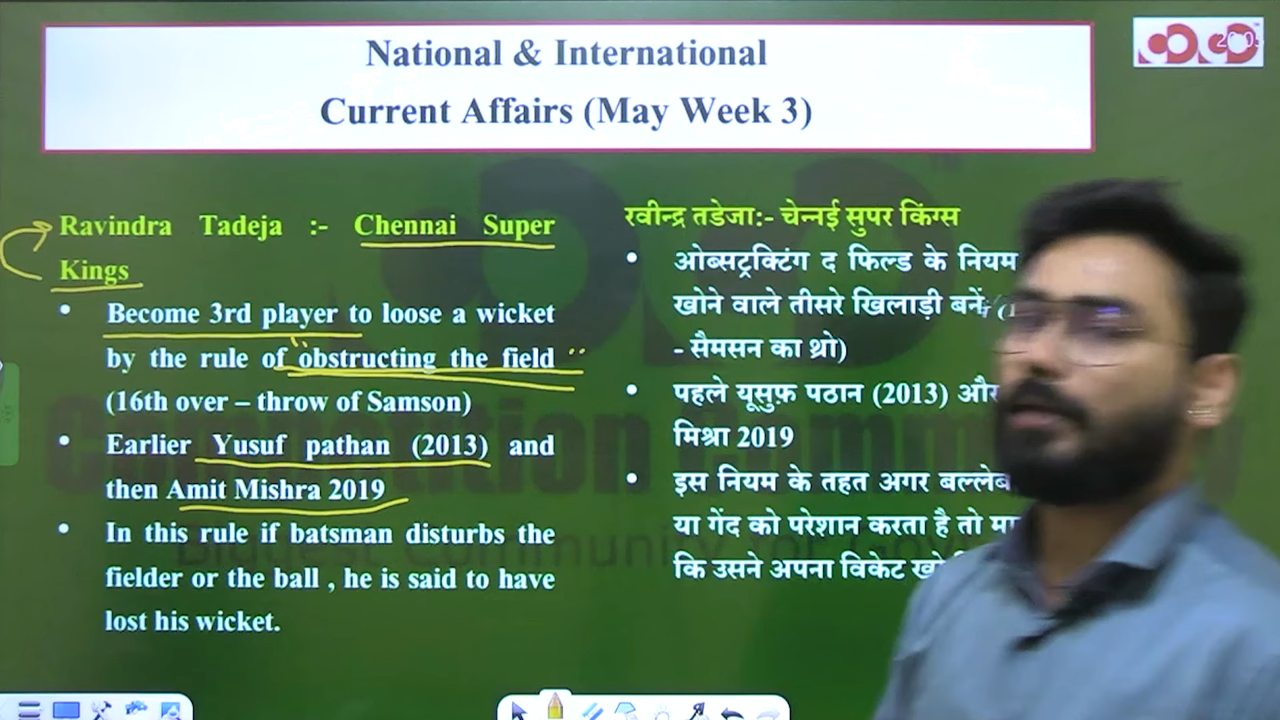 National & International
Current Affairs (May Week 3)
Ravindra Tadeja :- Chennai Super
Kings
• Become 3rd player to loose a wicket
by the rule of "obstructing the field"
(16th over – throw of Samson)
• Earlier Yusuf pathan (2013) and
then Amit Mishra 2019
• In this rule if batsman disturbs the
fielder or the ball , he is said to have
lost his wicket.
रवीन्द्र तडेजा:- चेन्नई सुपर किंग्स
• ओब्सट्रक्टिंग द फिल्ड के नियम
खोने वाले तीसरे खिलाड़ी बनें
- सैमसन का थ्रो)
• पहले यूसुफ़ पठान (2013) और
मिश्रा 2019
• इस नियम के तहत अगर
या गेंद को परेशान करता है तो
कि उसने अपना विकेट